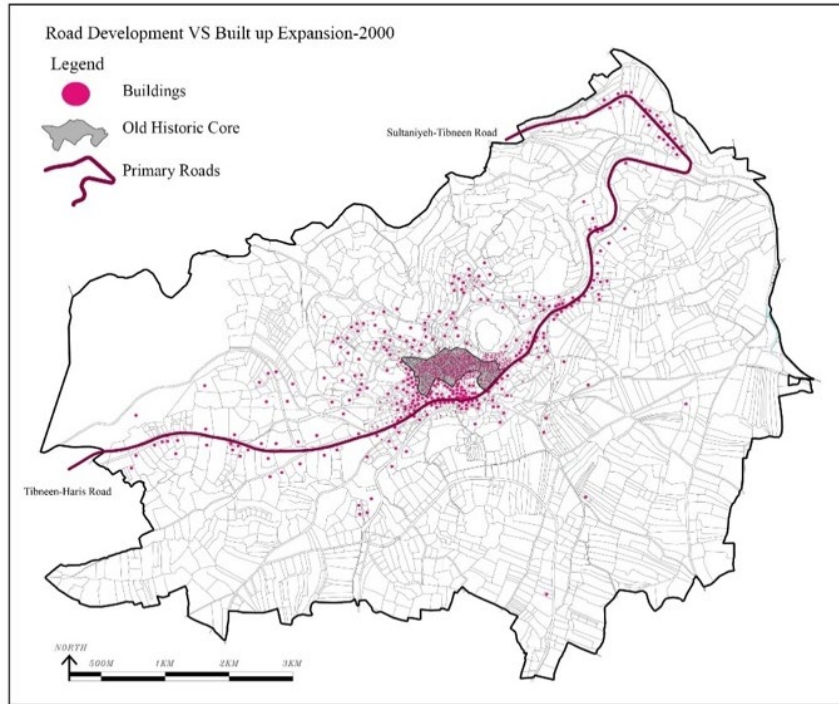 Road Development VS Built up Expansion-2000
Legend
Buildings
Old Historic Core
Primary Roads
Sultaniyeh-Tibneen Road
Tibneen-Haris Road
NORTH
500M 1KM 2KM 3KM